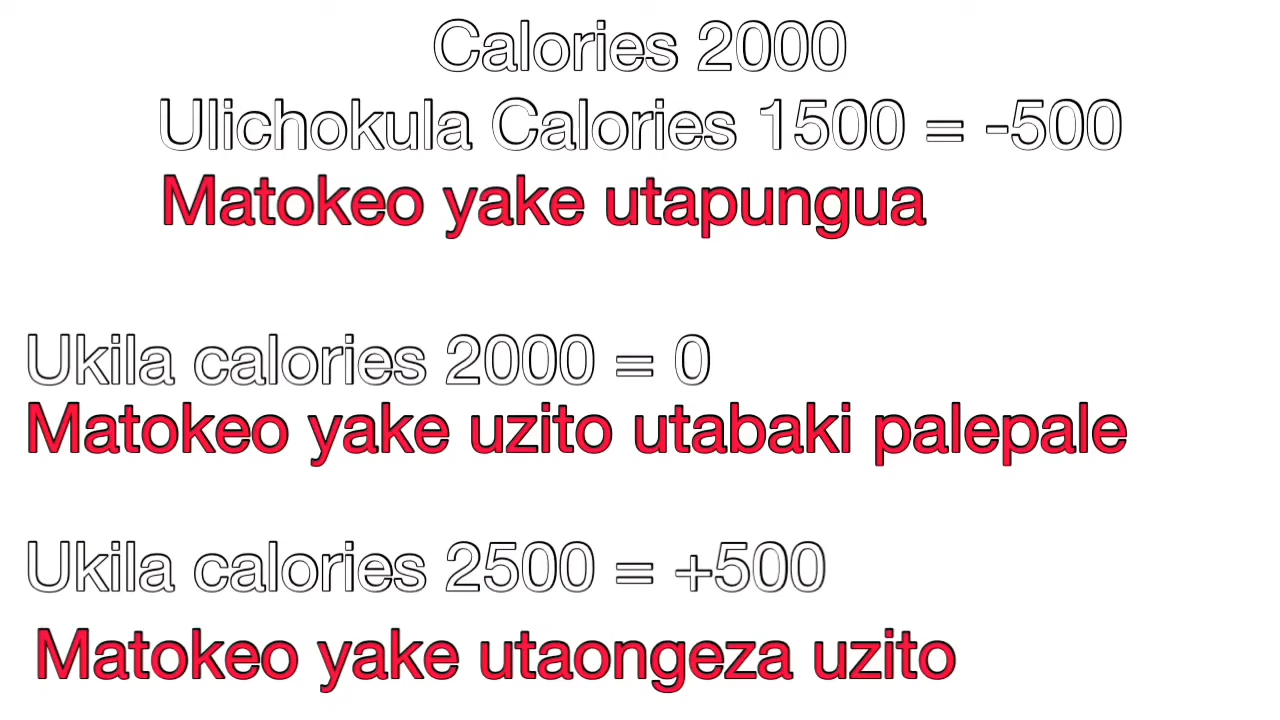 Calories 2000
Ulichokula Calories 1500 = -500
Matokeo yake utapungua
Ukila calories 2000 = 0
Matokeo yake uzito utabaki palepale
Ukila calories 2500 = +500
Matokeo yake utaongeza uzito